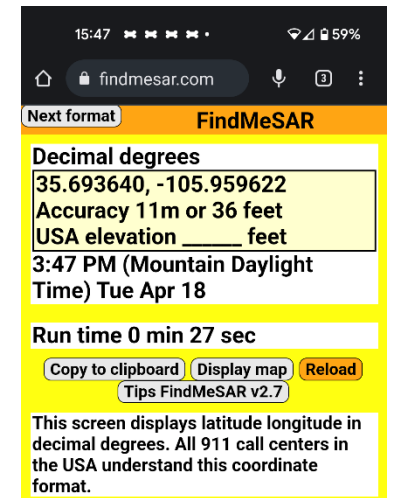 15:47 59%
findmesar.com 3
Next format FindMeSAR
Decimal degrees
35.693640, -105.959622
Accuracy 11m or 36 feet
USA elevation ______ feet
3:47 PM (Mountain Daylight
Time) Tue Apr 18
Run time 0 min 27 sec
Copy to clipboard Display map Reload
Tips FindMeSAR v2.7
This screen displays latitude longitude in
decimal degrees. All 911 call centers in
the USA understand this coordinate
format.